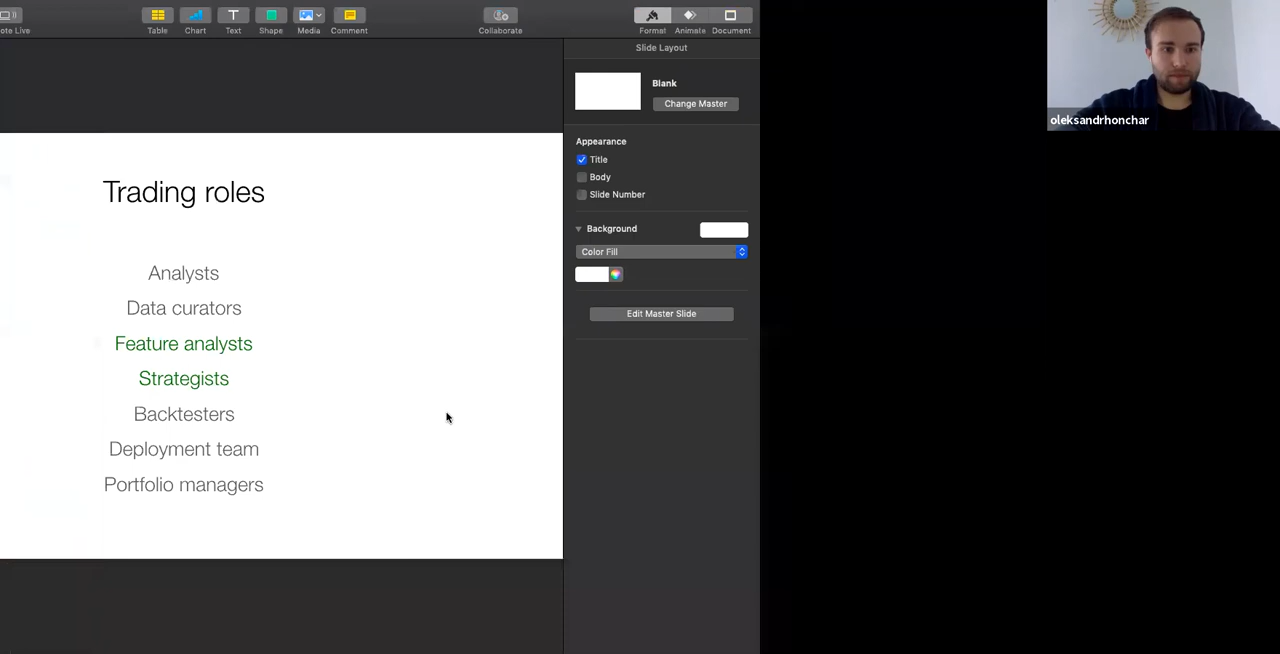 ote Live
Table
Chart
Text
Shape
Media
Comment
Collaborate
Format
Animate
Document
Slide Layout
Blank
Change Master
Appearance
Title
Body
Slide Number
Background
Color Fill
Edit Master Slide
Trading roles
Analysts
Data curators
Feature analysts
Strategists
Backtesters
Deployment team
Portfolio managers
oleksandrhonchar